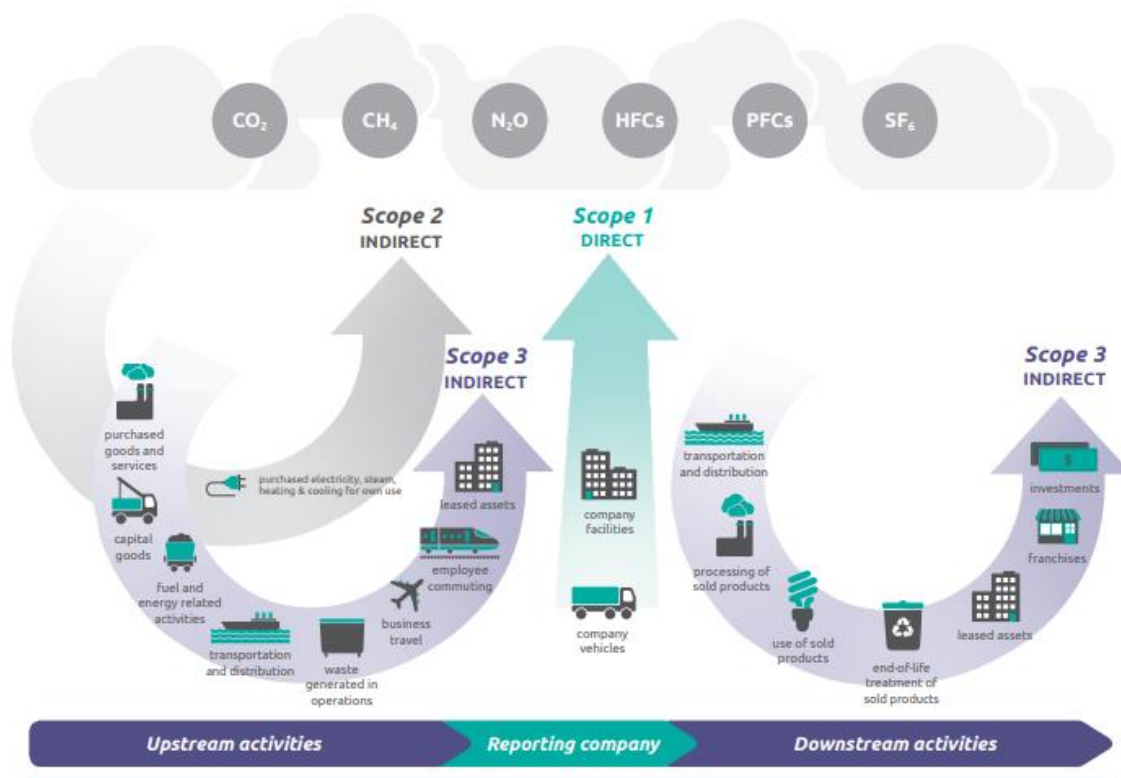 CO₂
CH₄
N₂O
HFCs
PFCs
SF₆
Scope 2
INDIRECT
Scope 1
DIRECT
Scope 3
INDIRECT
Scope 3
INDIRECT
purchased
goods and
services
capital
goods
fuel and
energy related
activities
transportation
and distribution
waste
generated in
operations
business
travel
employee
commuting
leased assets
purchased electricity, steam,
heating & cooling for own use
company
facilities
company
vehicles
transportation
and distribution
processing of
sold products
use of sold
products
end-of-life
treatment of
sold products
leased assets
franchises
$
investments
Upstream activities
Reporting company
Downstream activities